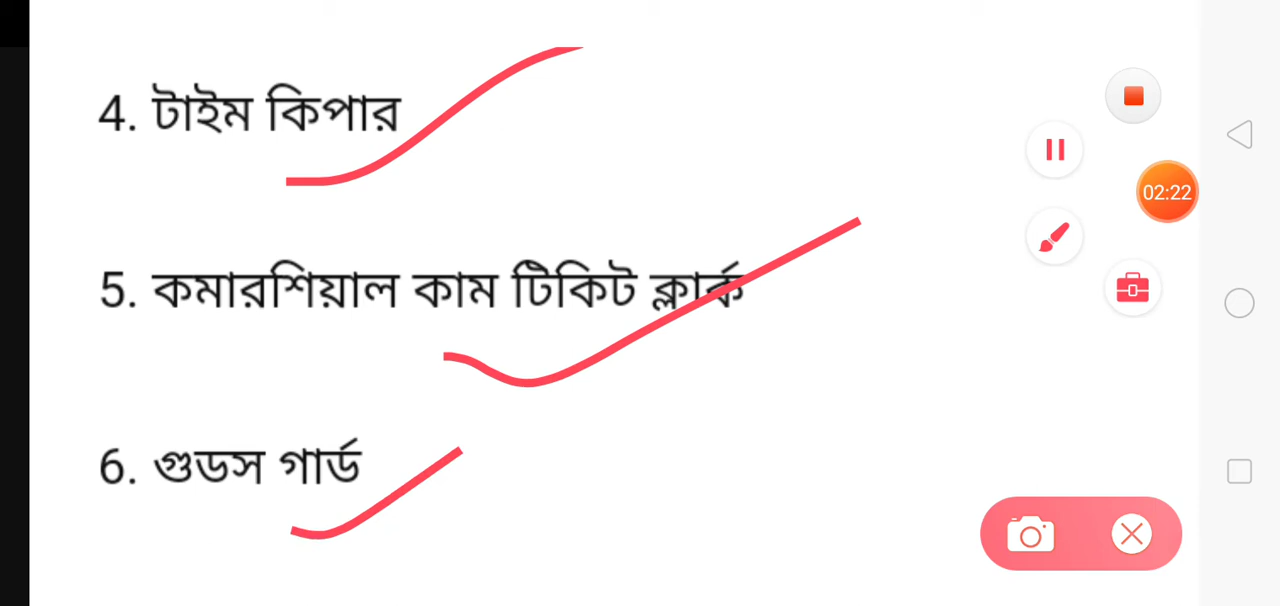 4. টাইম কিপার
02:22
5. কমারশিয়াল কাম টিকিট ক্লার্ক
6. গুডস গার্ড